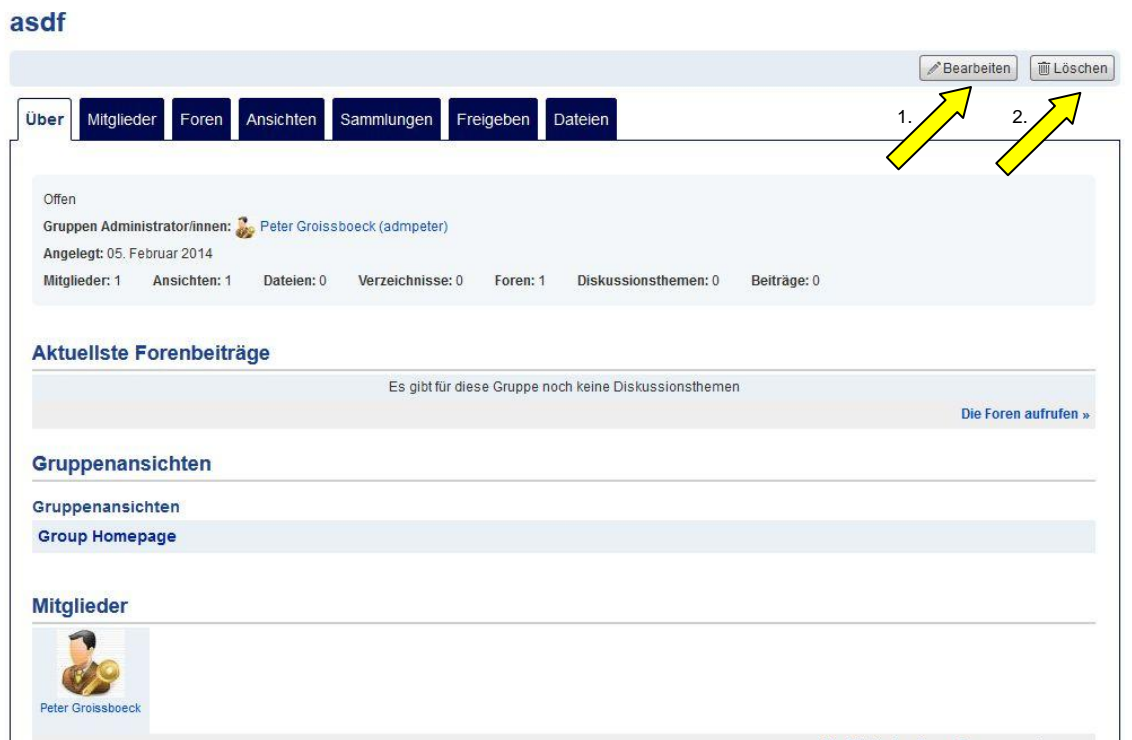 asdf
Bearbeiten Löschen
Über Mitglieder Foren Ansichten Sammlungen Freigeben Dateien
1. 2.
Offen
Gruppen Administrator/innen: Peter Groissboeck (admpeter)
Angelegt: 05. Februar 2014
Mitglieder: 1 Ansichten: 1 Dateien: 0 Verzeichnisse: 0 Foren: 1 Diskussionsthemen: 0 Beiträge: 0
Aktuellste Forenbeiträge
Es gibt für diese Gruppe noch keine Diskussionsthemen
Die Foren aufrufen »
Gruppenansichten
Gruppenansichten
Group Homepage
Mitglieder
Peter Groissboeck